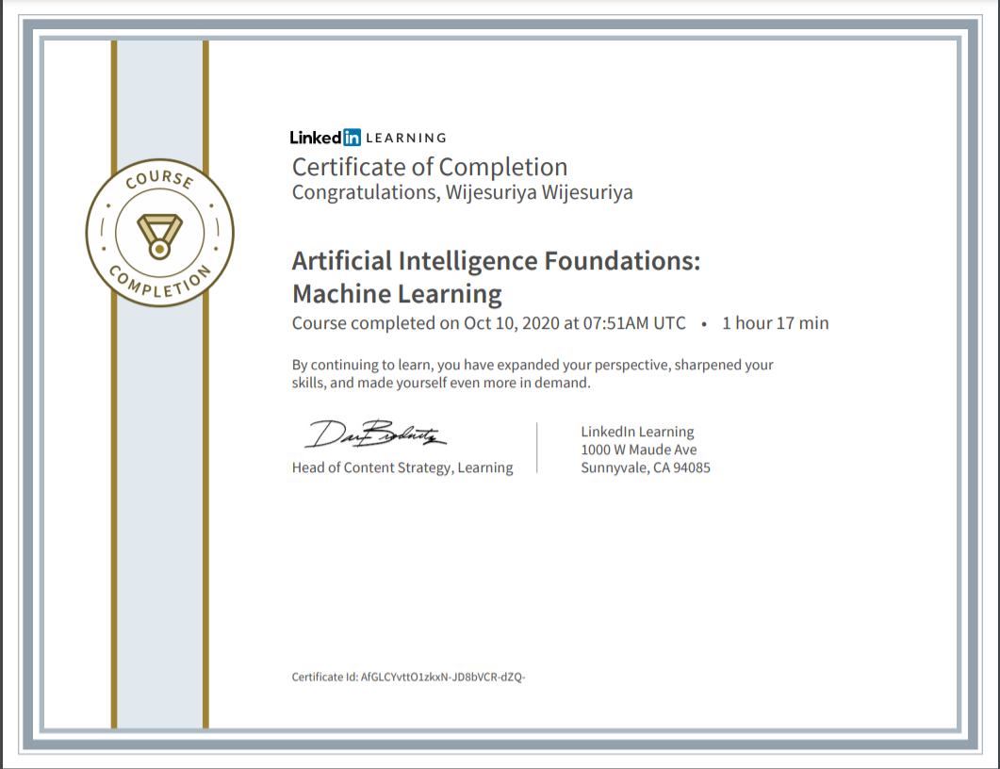 COURSE
COMPLETION
Linked in LEARNING
Certificate of Completion
Congratulations, Wijesuriya Wijesuriya
Artificial Intelligence Foundations:
Machine Learning
Course completed on Oct 10, 2020 at 07:51AM UTC • 1 hour 17 min
By continuing to learn, you have expanded your perspective, sharpened your
skills, and made yourself even more in demand.
Head of Content Strategy, Learning
LinkedIn Learning
1000 W Maude Ave
Sunnyvale, CA 94085
Certificate Id: AfGLCYvttO1zkxN-JD8bVCR-dZQ-